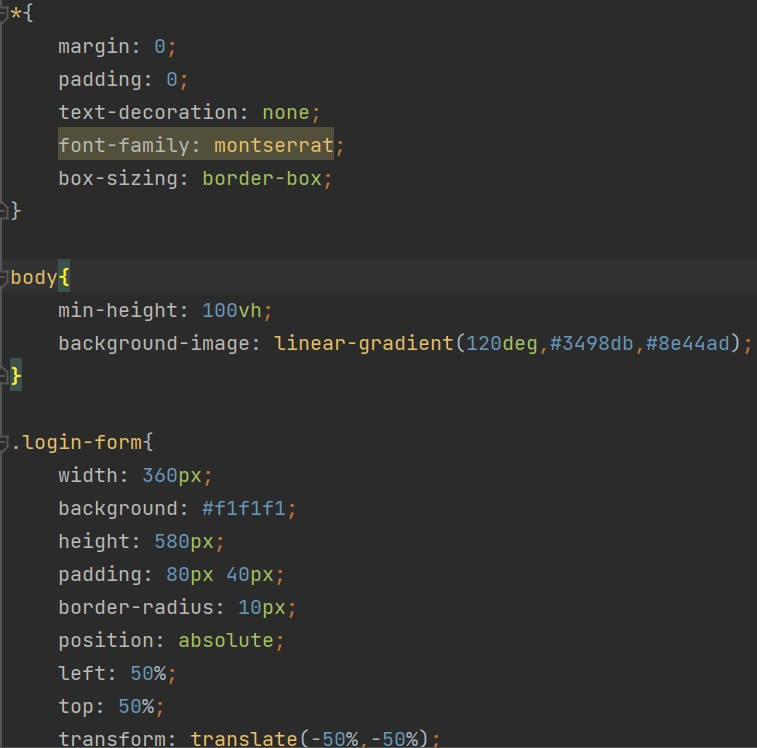 *{
    margin: 0;
    padding: 0;
    text-decoration: none;
    font-family: montserrat;
    box-sizing: border-box;
}

body{
    min-height: 100vh;
    background-image: linear-gradient(120deg,#3498db,#8e44ad);
}

.login-form{
    width: 360px;
    background: #f1f1f1;
    height: 580px;
    padding: 80px 40px;
    border-radius: 10px;
    position: absolute;
    left: 50%;
    top: 50%;
    transform: translate(-50%,-50%);